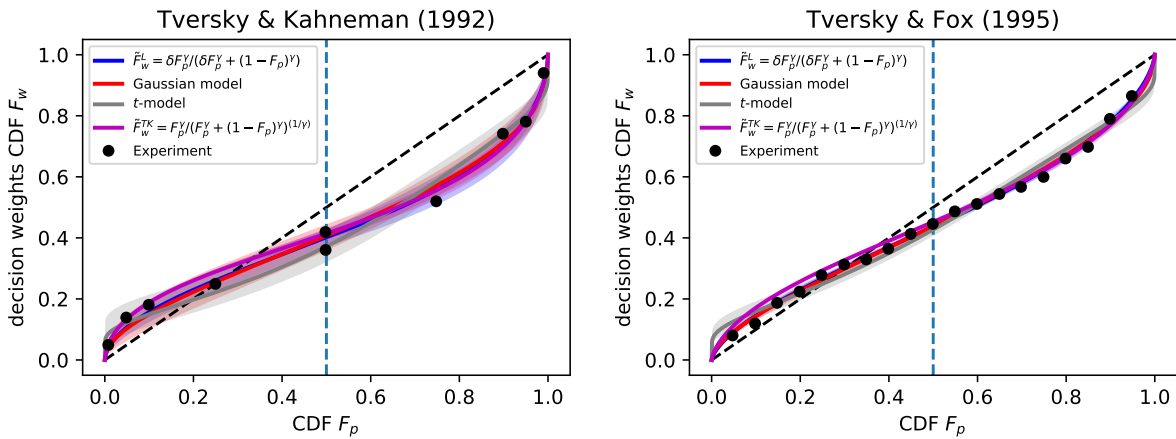 Tversky & Kahneman (1992)
decision weights CDF F_w
1.0
0.8
0.6
0.4
0.2
0.0
F̃_w^L = δF_p^γ/(δF_p^γ + (1 − F_p)^γ)
Gaussian model
t-model
F̃_w^{TK} = F_p^γ/(F_p^γ + (1 − F_p)^γ)^{(1/γ)}
Experiment
0.0 0.2 0.4 0.6 0.8 1.0
CDF F_p
Tversky & Fox (1995)
decision weights CDF F_w
1.0
0.8
0.6
0.4
0.2
0.0
F̃_w^L = δF_p^γ/(δF_p^γ + (1 − F_p)^γ)
Gaussian model
t-model
F̃_w^{TK} = F_p^γ/(F_p^γ + (1 − F_p)^γ)^{(1/γ)}
Experiment
0.0 0.2 0.4 0.6 0.8 1.0
CDF F_p